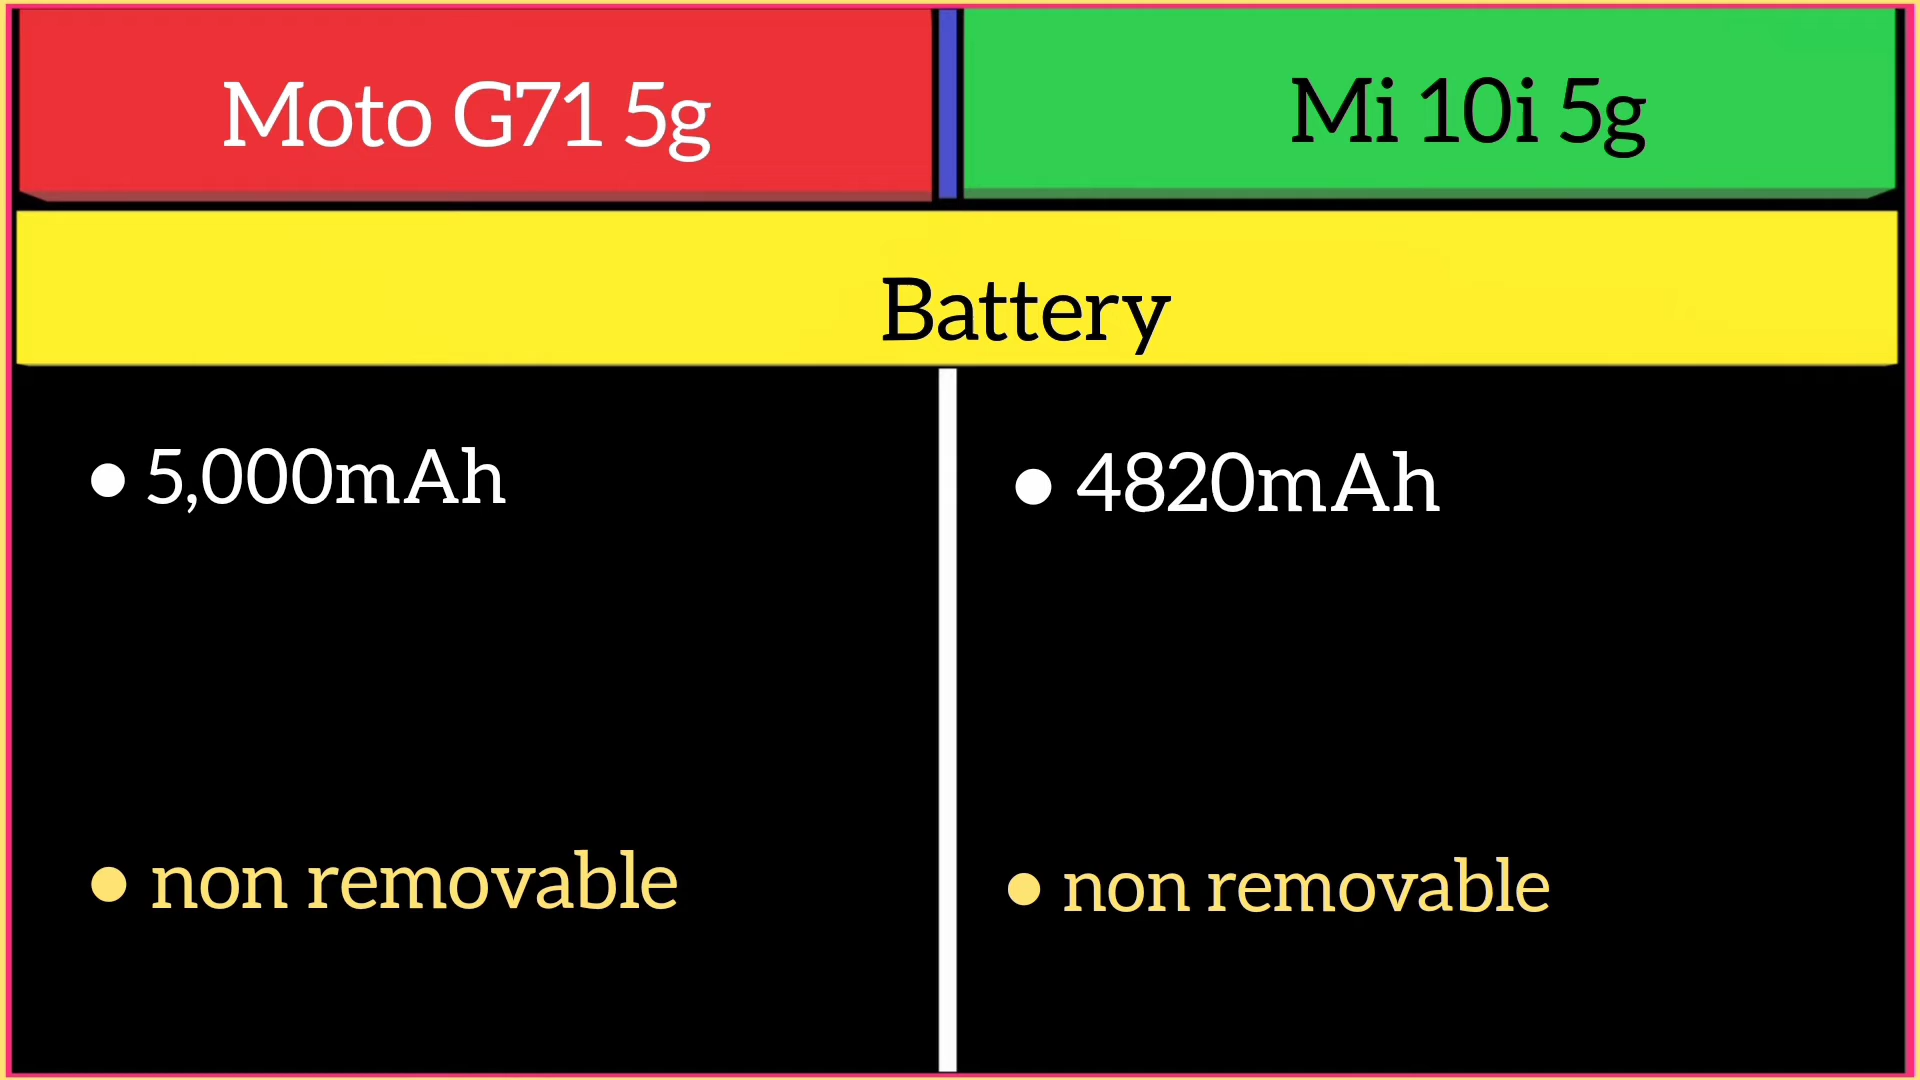 Moto G71 5g
Mi 10i 5g
Battery
● 5,000mAh
● 4820mAh
● non removable
● non removable